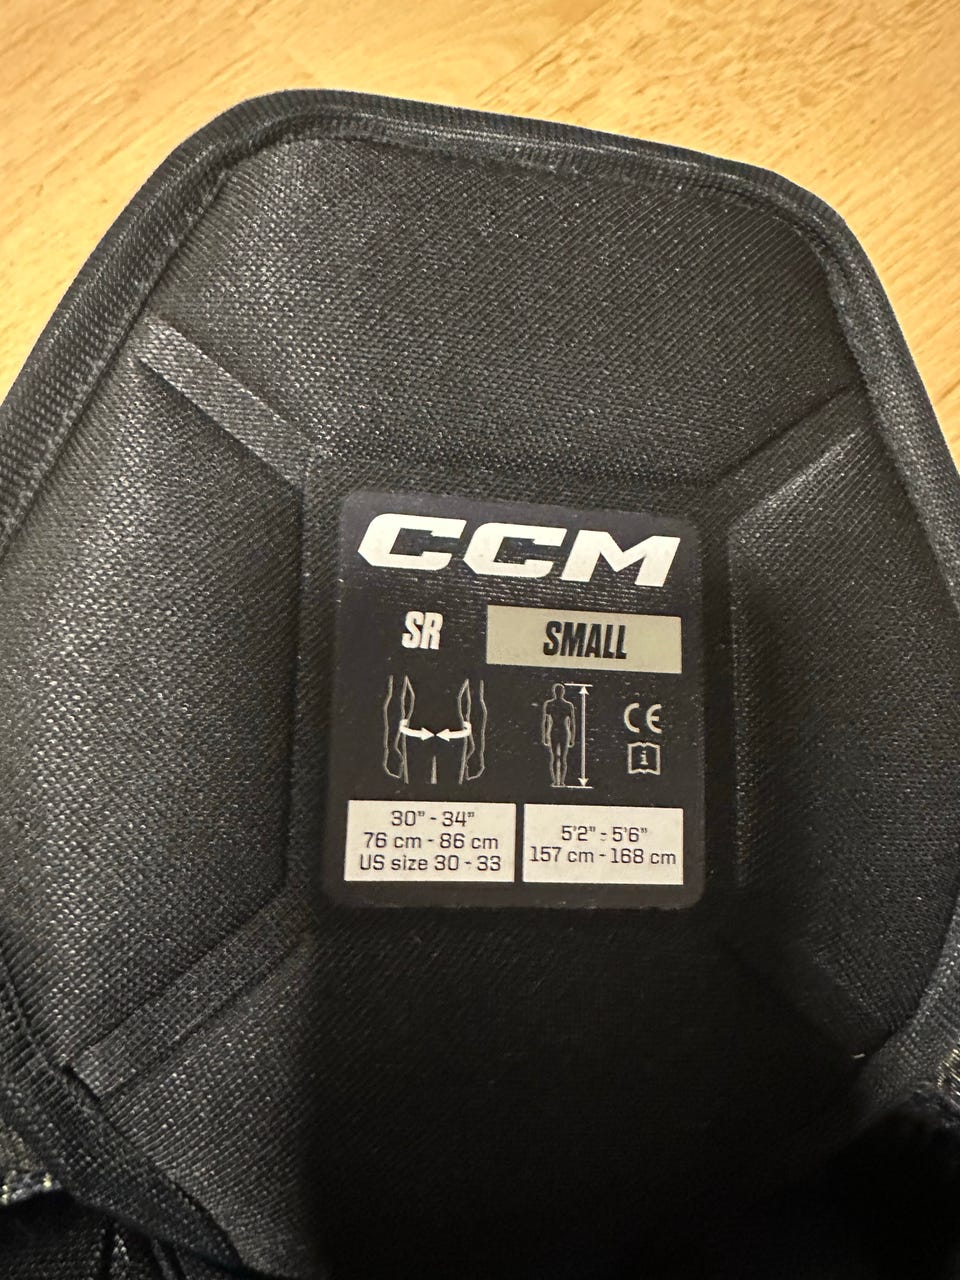 CCM
SR SMALL
CE
i
30" - 34"
76 cm - 86 cm
US size 30 - 33
5'2" - 5'6"
157 cm - 168 cm